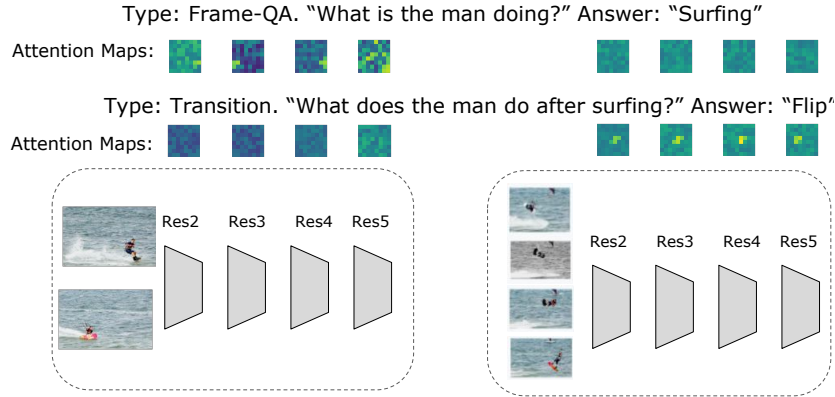 Type: Frame-QA. “What is the man doing?” Answer: “Surfing”
Attention Maps:
Type: Transition. “What does the man do after surfing?” Answer: “Flip”
Attention Maps:
Res2 Res3 Res4 Res5
Res2 Res3 Res4 Res5